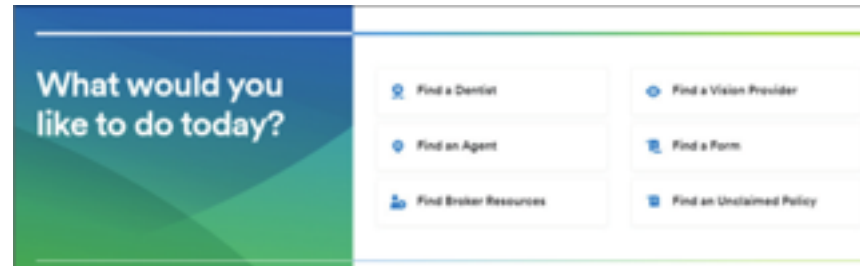 What would you
like to do today?
Find a Dentist
Find a Vision Provider
Find an Agent
Find a Form
Find Broker Resources
Find an Unclaimed Policy